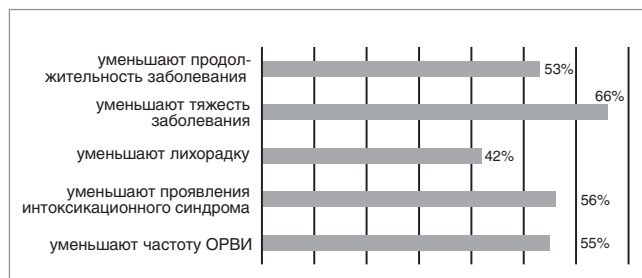 уменьшают продол-
жительность заболевания
53%
уменьшают тяжесть
заболевания
66%
уменьшают лихорадку
42%
уменьшают проявления
интоксикационного синдрома
56%
уменьшают частоту ОРВИ
55%